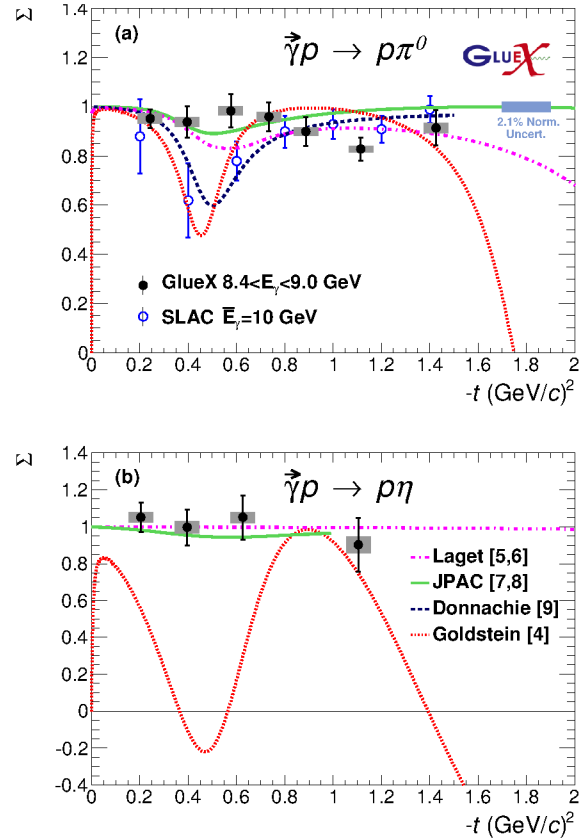 Σ
(a)
γ⃗p → pπ⁰
GLUEX
2.1% Norm.
Uncert.
1.4
1.2
1
0.8
0.6
0.4
0.2
0
GlueX 8.4<E_γ<9.0 GeV
SLAC E̅_γ=10 GeV
0 0.2 0.4 0.6 0.8 1 1.2 1.4 1.6 1.8 2
-t (GeV/c)²
Σ
(b)
γ⃗p → pη
1.4
1.2
1
0.8
0.6
0.4
0.2
0
-0.2
-0.4
Laget [5,6]
JPAC [7,8]
Donnachie [9]
Goldstein [4]
0 0.2 0.4 0.6 0.8 1 1.2 1.4 1.6 1.8 2
-t (GeV/c)²